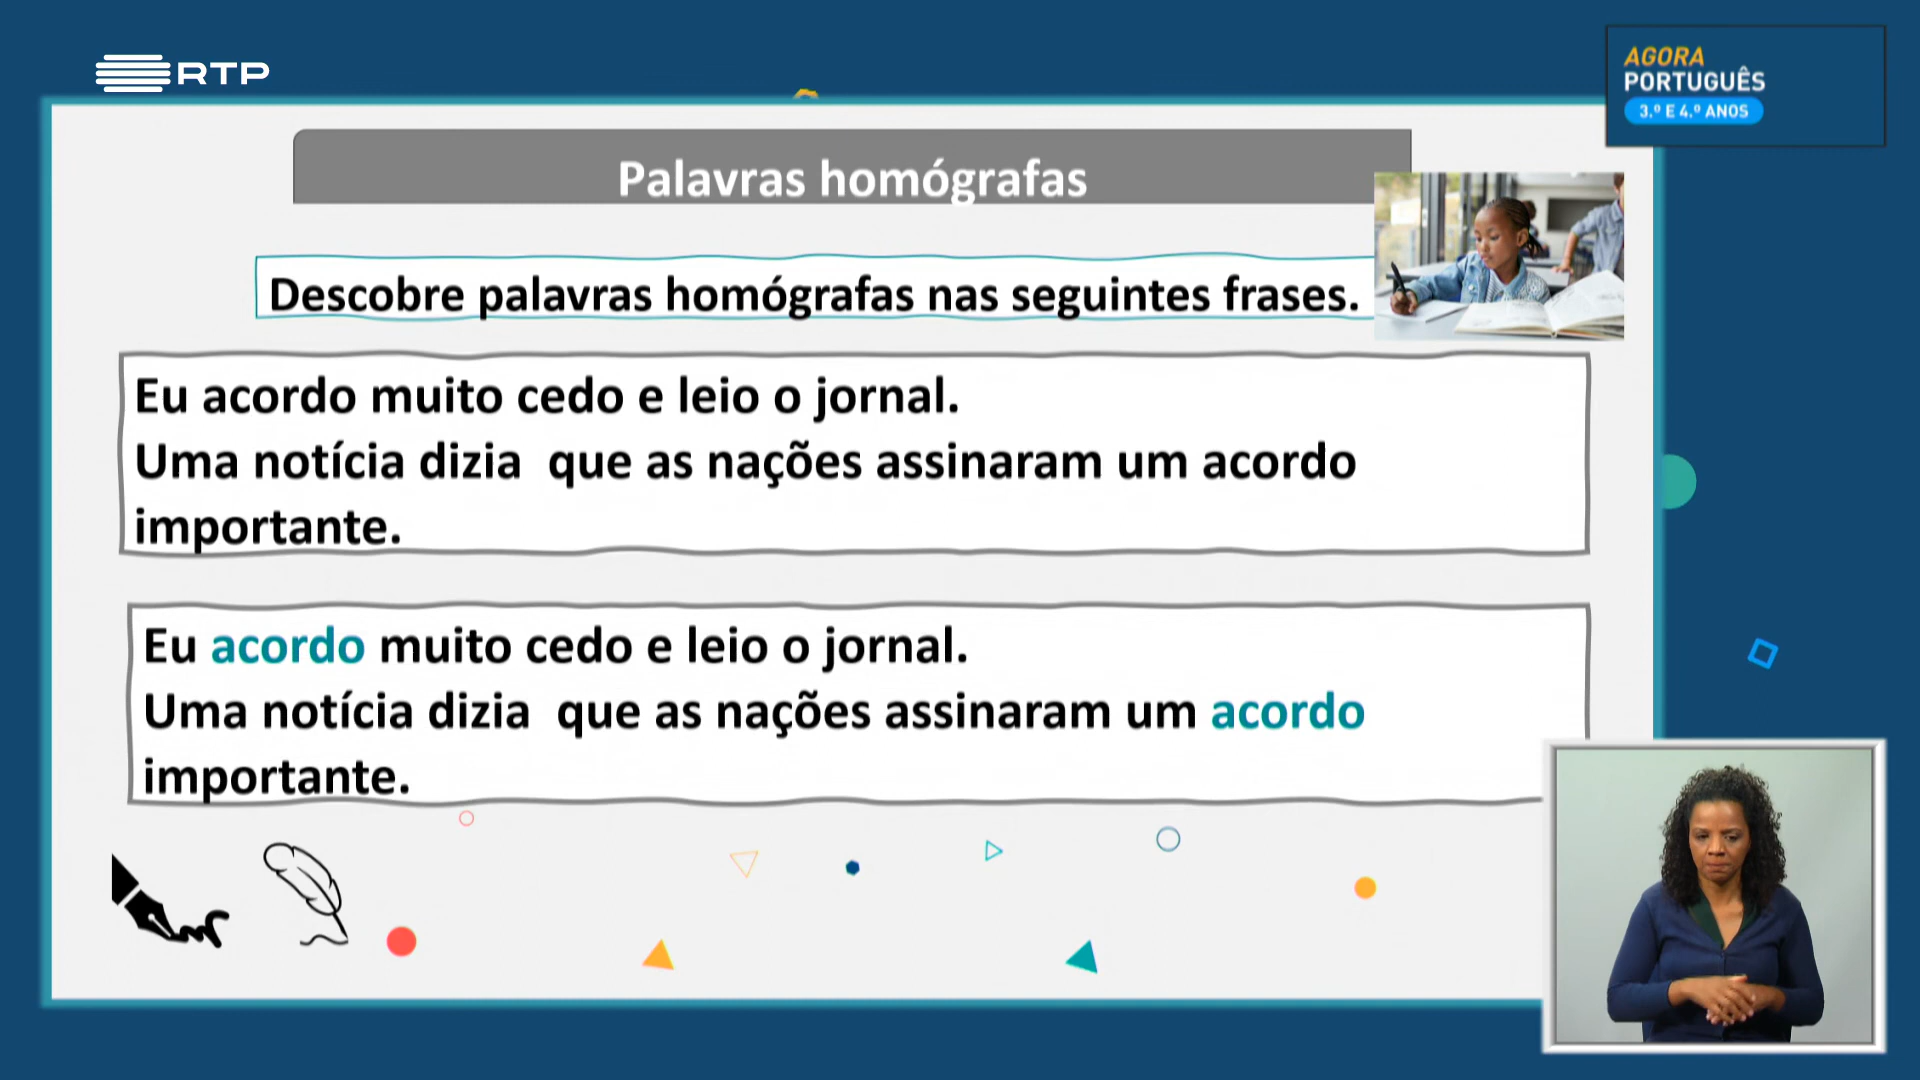 RTP
AGORA
PORTUGUÊS
3.º E 4.º ANOS
Palavras homógrafas
Descobre palavras homógrafas nas seguintes frases.
Eu acordo muito cedo e leio o jornal.
Uma notícia dizia que as nações assinaram um acordo
importante.
Eu acordo muito cedo e leio o jornal.
Uma notícia dizia que as nações assinaram um acordo
importante.